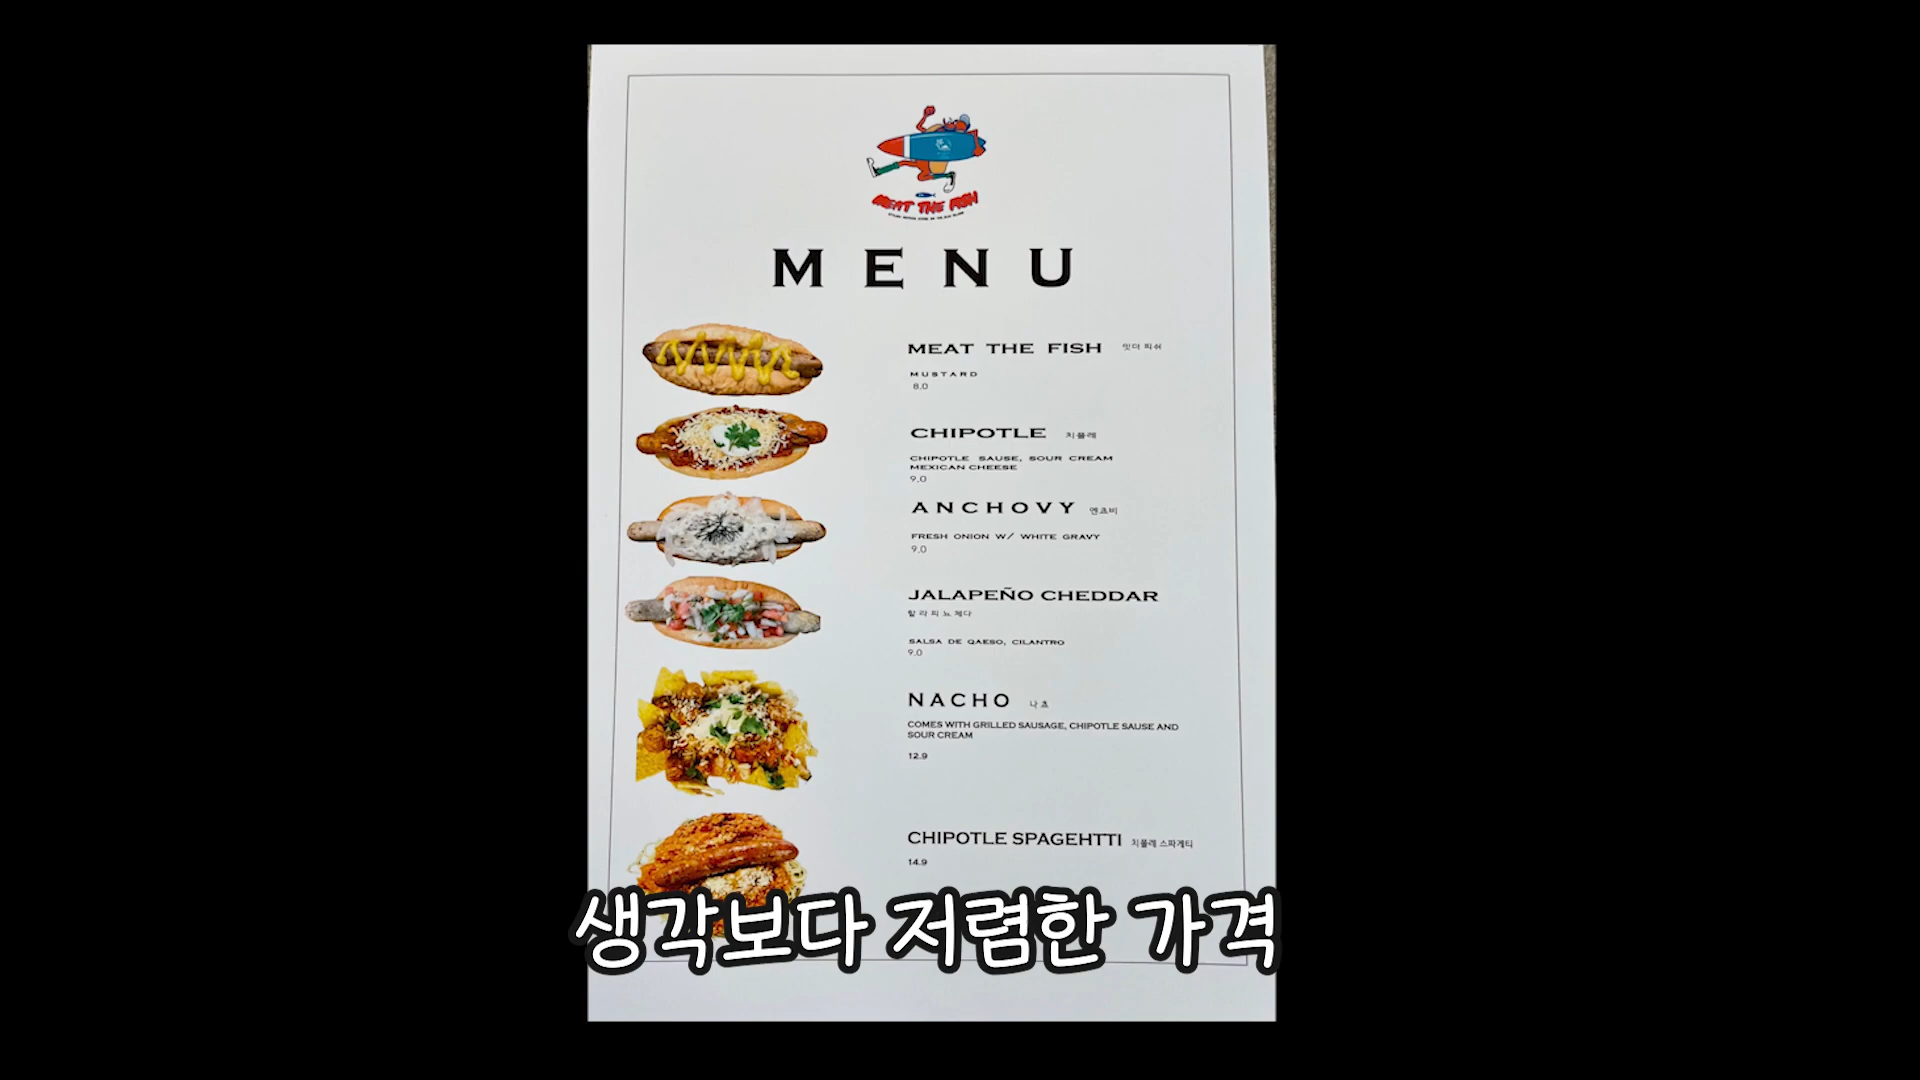 MEAT THE FISH
MENU
MEAT THE FISH 밋더 피쉬
MUSTARD
8.0
CHIPOTLE 치폴레
CHIPOTLE SAUSE, SOUR CREAM
MEXICAN CHEESE
9.0
ANCHOVY 엔쵸비
FRESH ONION W/ WHITE GRAVY
9.0
JALAPEÑO CHEDDAR
할라피뇨 체다
SALSA DE QAESO, CILANTRO
9.0
NACHO 나쵸
COMES WITH GRILLED SAUSAGE, CHIPOTLE SAUSE AND
SOUR CREAM
12.9
CHIPOTLE SPAGEHTTI 치폴레 스파게티
14.9
생각보다 저렴한 가격